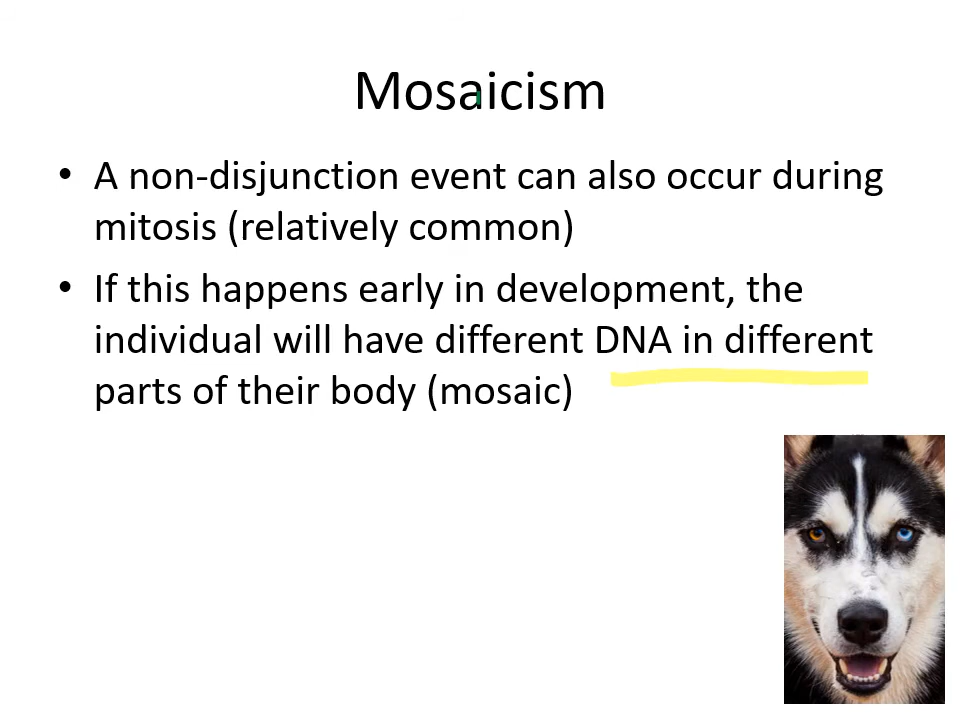 Mosaicism
• A non-disjunction event can also occur during
mitosis (relatively common)
• If this happens early in development, the
individual will have different DNA in different
parts of their body (mosaic)